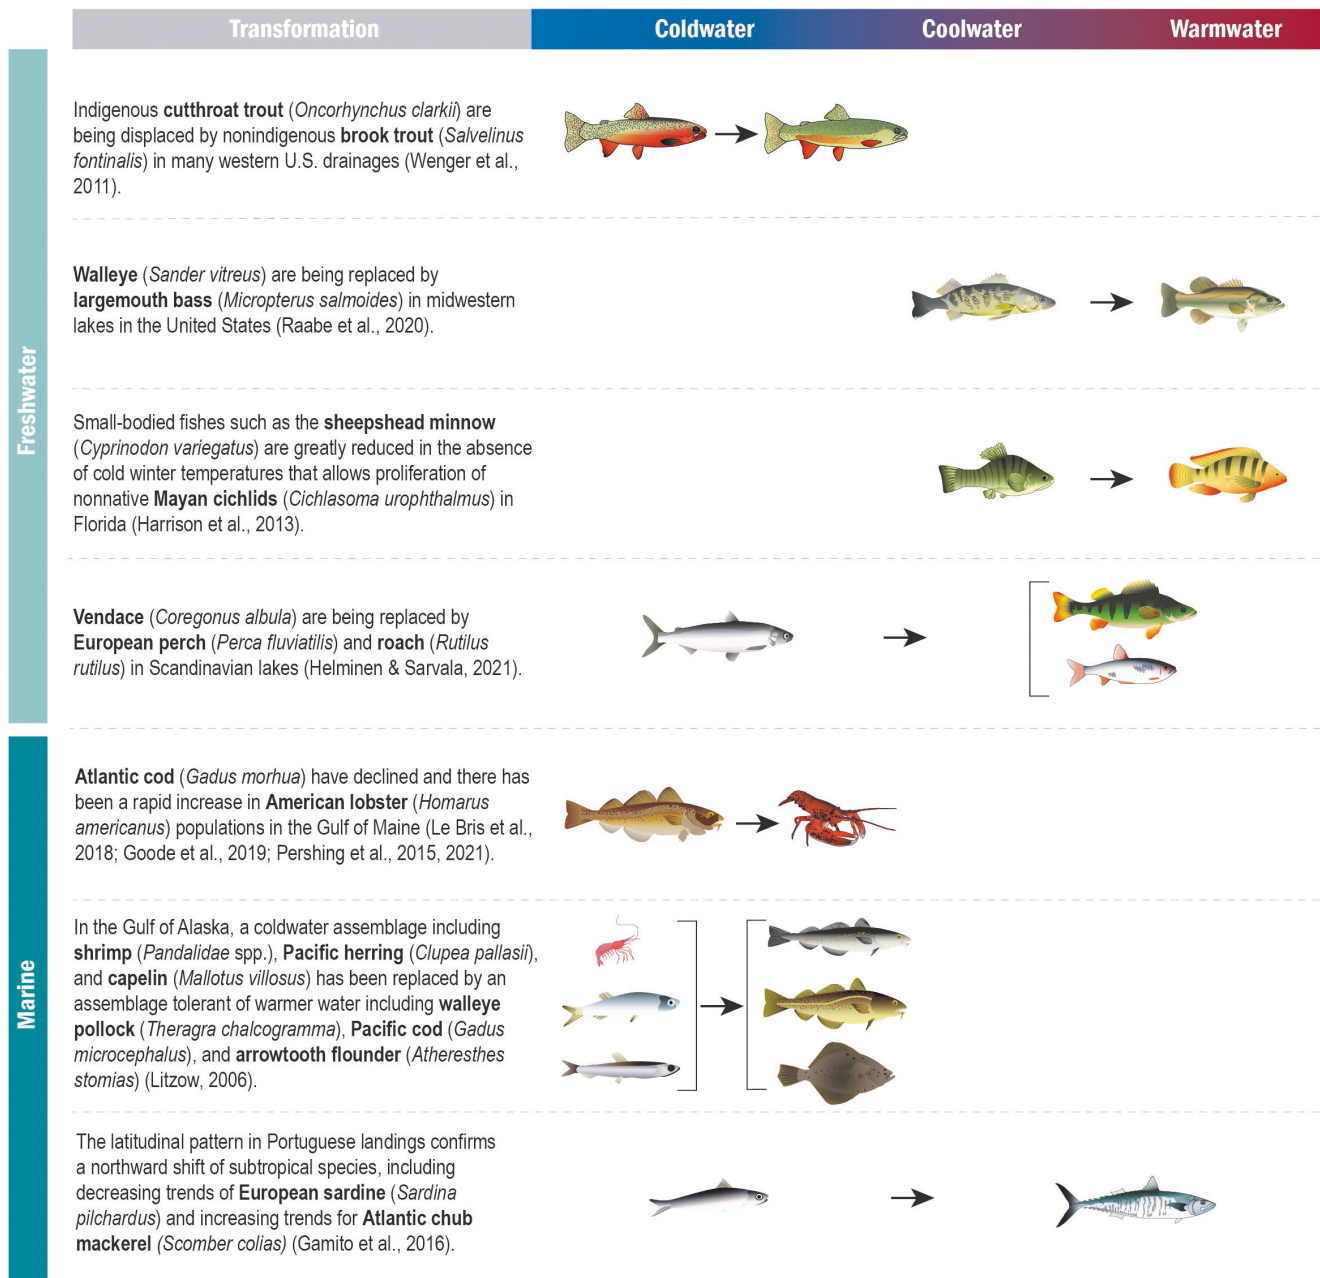 Transformation
Coldwater
Coolwater
Warmwater
Freshwater
Indigenous cutthroat trout (Oncorhynchus clarkii) are
being displaced by nonindigenous brook trout (Salvelinus
fontinalis) in many western U.S. drainages (Wenger et al.,
2011).
Walleye (Sander vitreus) are being replaced by
largemouth bass (Micropterus salmoides) in midwestern
lakes in the United States (Raabe et al., 2020).
Small-bodied fishes such as the sheepshead minnow
(Cyprinodon variegatus) are greatly reduced in the absence
of cold winter temperatures that allows proliferation of
nonnative Mayan cichlids (Cichlasoma urophthalmus) in
Florida (Harrison et al., 2013).
Vendace (Coregonus albula) are being replaced by
European perch (Perca fluviatilis) and roach (Rutilus
rutilus) in Scandinavian lakes (Helminen & Sarvala, 2021).
Marine
Atlantic cod (Gadus morhua) have declined and there has
been a rapid increase in American lobster (Homarus
americanus) populations in the Gulf of Maine (Le Bris et al.,
2018; Goode et al., 2019; Pershing et al., 2015, 2021).
In the Gulf of Alaska, a coldwater assemblage including
shrimp (Pandalidae spp.), Pacific herring (Clupea pallasii),
and capelin (Mallotus villosus) has been replaced by an
assemblage tolerant of warmer water including walleye
pollock (Theragra chalcogramma), Pacific cod (Gadus
microcephalus), and arrowtooth flounder (Atheresthes
stomias) (Litzow, 2006).
The latitudinal pattern in Portuguese landings confirms
a northward shift of subtropical species, including
decreasing trends of European sardine (Sardina
pilchardus) and increasing trends for Atlantic chub
mackerel (Scomber colias) (Gamito et al., 2016).